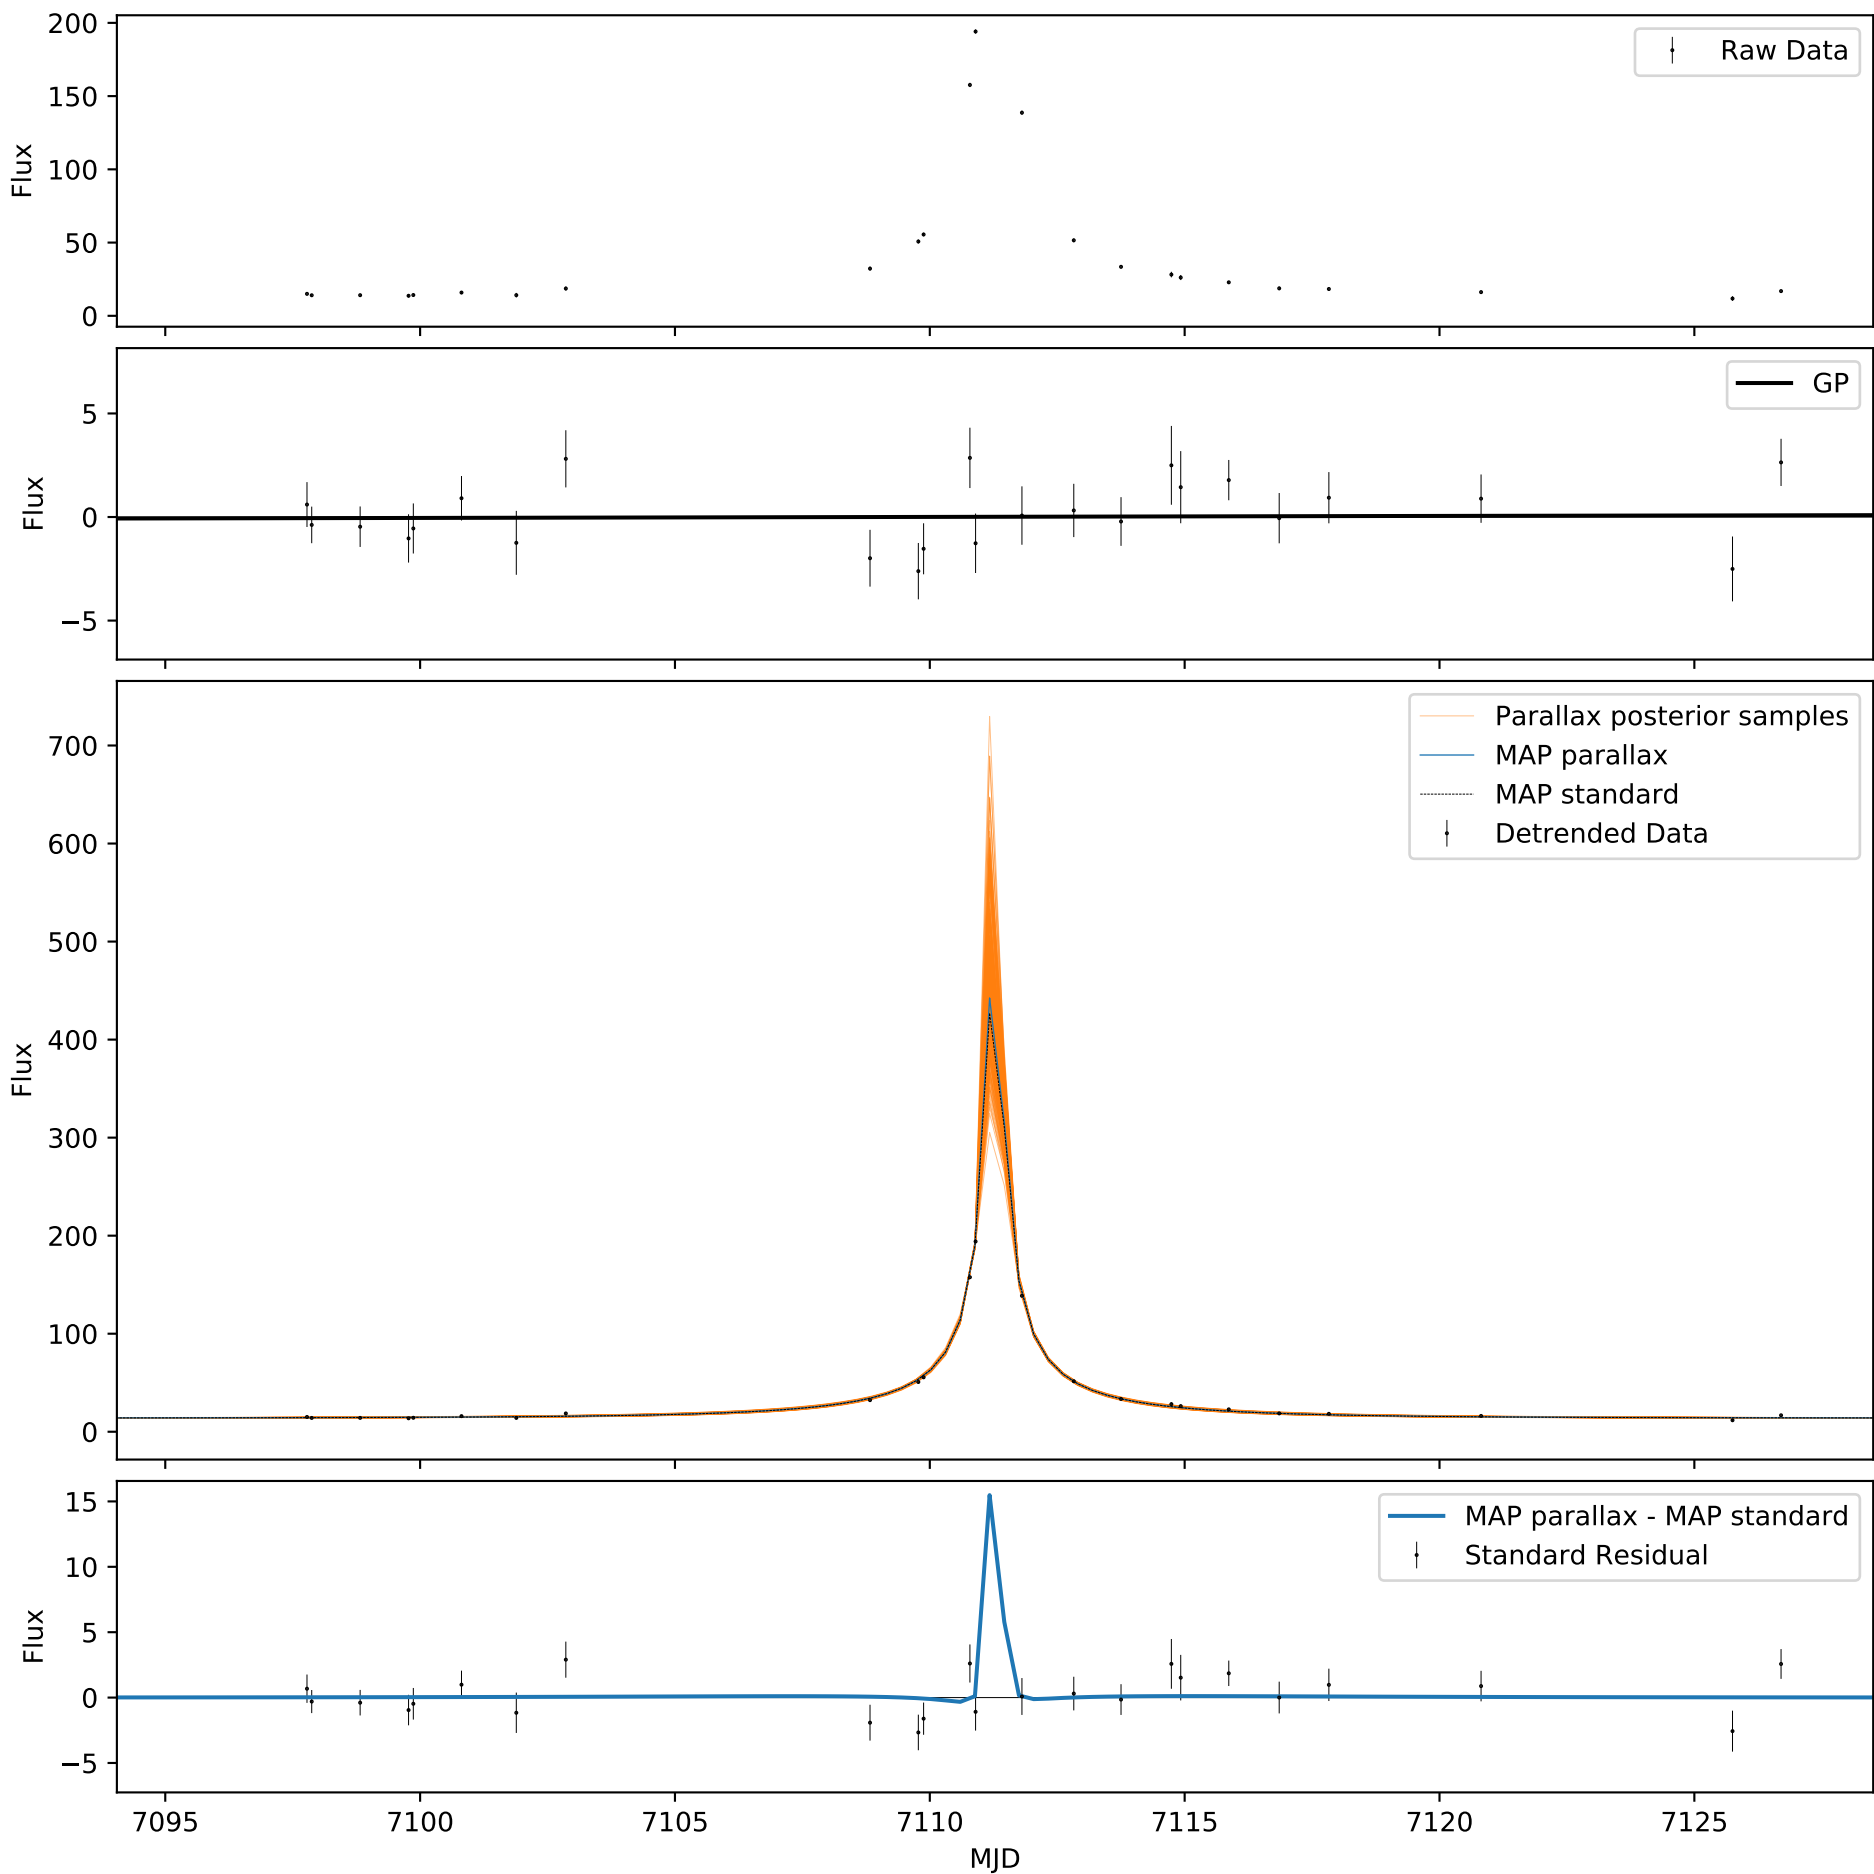 200
150
100
50
0
Flux
Raw Data
5
0
−5
Flux
GP
700
600
500
400
300
200
100
0
Flux
Parallax posterior samples
MAP parallax
MAP standard
Detrended Data
15
10
5
0
−5
Flux
MAP parallax - MAP standard
Standard Residual
7095 7100 7105 7110 7115 7120 7125
MJD